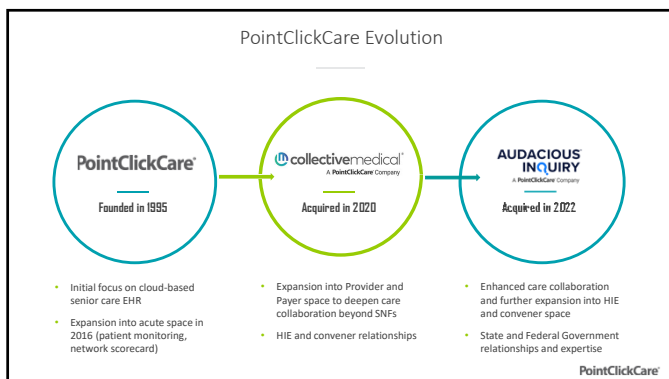 PointClickCare Evolution
PointClickCare®
Founded in 1995
collectivemedical®
A PointClickCare® Company
Acquired in 2020
AUDACIOUS
INQUIRY
A PointClickCare® Company
Acquired in 2022
• Initial focus on cloud-based
senior care EHR
• Expansion into acute space in
2016 (patient monitoring,
network scorecard)
• Expansion into Provider and
Payer space to deepen care
collaboration beyond SNFs
• HIE and convener relationships
• Enhanced care collaboration
and further expansion into HIE
and convener space
• State and Federal Government
relationships and expertise
PointClickCare®